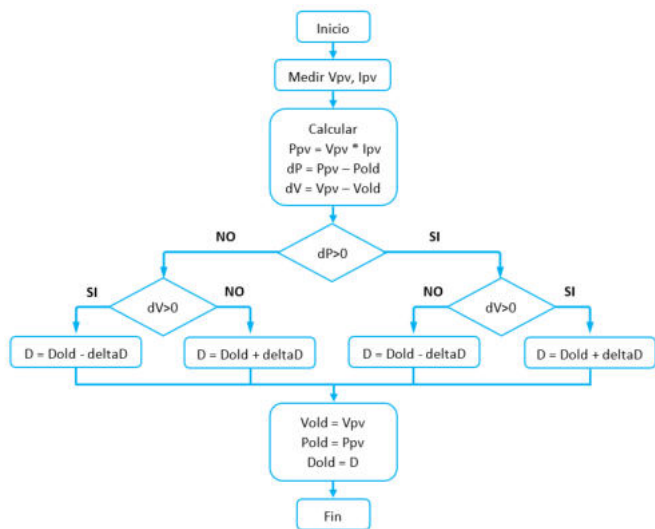 Inicio
Medir Vpv, Ipv
Calcular
Ppv = Vpv * Ipv
dP = Ppv – Pold
dV = Vpv – Vold
NO
SI
dP>0
SI
NO
NO
SI
dV>0
dV>0
D = Dold - deltaD
D = Dold + deltaD
D = Dold - deltaD
D = Dold + deltaD
Vold = Vpv
Pold = Ppv
Dold = D
Fin